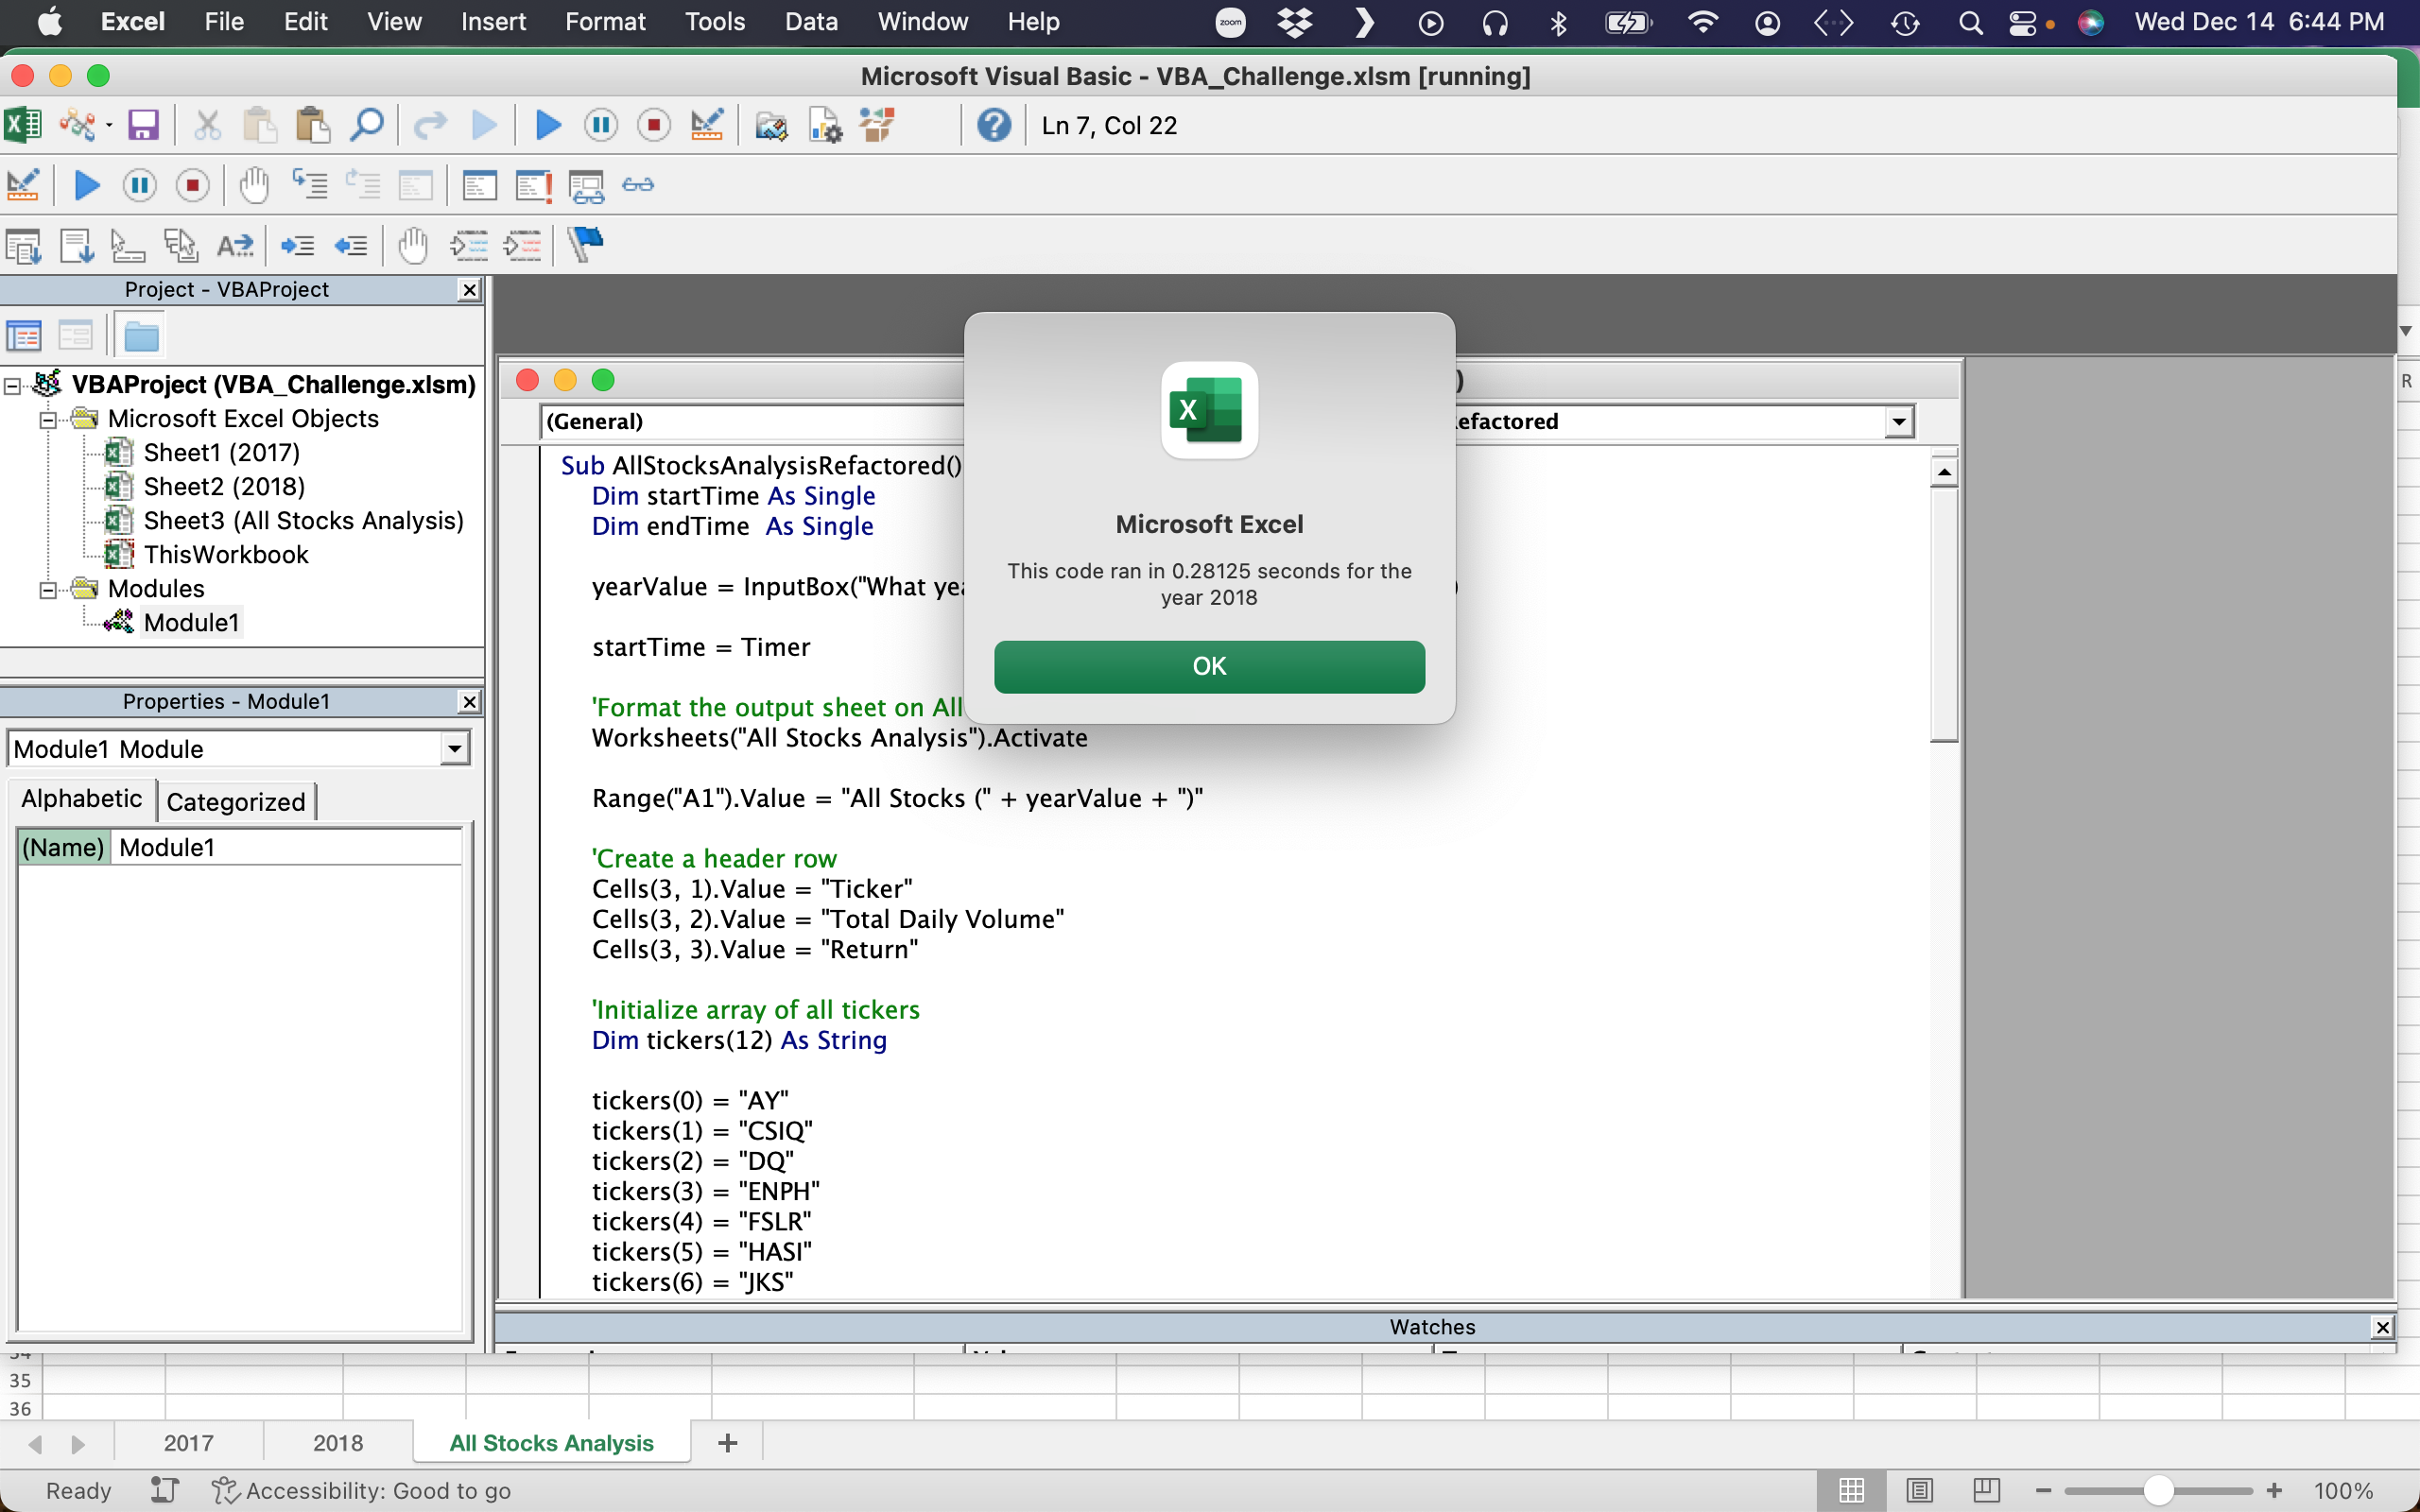 Excel File Edit View Insert Format Tools Data Window Help zoom Wed Dec 14 6:44 PM
Microsoft Visual Basic - VBA_Challenge.xlsm [running]
Ln 7, Col 22
Project - VBAProject
VBAProject (VBA_Challenge.xlsm)
Microsoft Excel Objects
Sheet1 (2017)
Sheet2 (2018)
Sheet3 (All Stocks Analysis)
ThisWorkbook
Modules
Module1
Properties - Module1
Module1 Module
Alphabetic Categorized
(Name) Module1
(General) efactored
Sub AllStocksAnalysisRefactored()
Dim startTime As Single
Dim endTime As Single
yearValue = InputBox("What yea )
startTime = Timer
'Format the output sheet on All
Worksheets("All Stocks Analysis").Activate
Range("A1").Value = "All Stocks (" + yearValue + ")"
'Create a header row
Cells(3, 1).Value = "Ticker"
Cells(3, 2).Value = "Total Daily Volume"
Cells(3, 3).Value = "Return"
'Initialize array of all tickers
Dim tickers(12) As String
tickers(0) = "AY"
tickers(1) = "CSIQ"
tickers(2) = "DQ"
tickers(3) = "ENPH"
tickers(4) = "FSLR"
tickers(5) = "HASI"
tickers(6) = "JKS"
Microsoft Excel
This code ran in 0.28125 seconds for the
year 2018
OK
R
Watches
35
36
2017 2018 All Stocks Analysis
Ready Accessibility: Good to go 100%